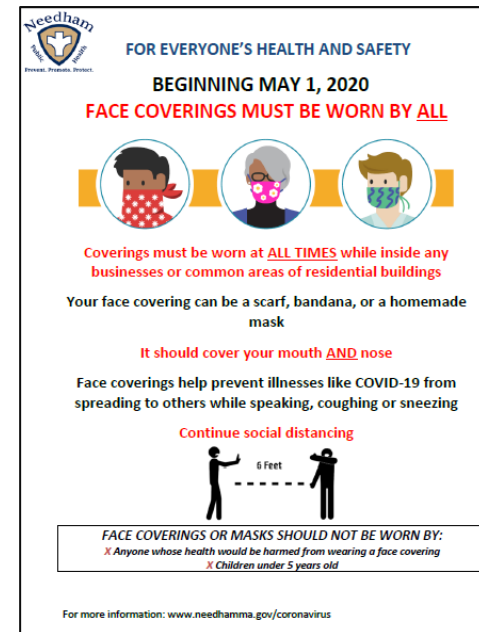 Needham
Public Health
Prevent. Promote. Protect.
FOR EVERYONE'S HEALTH AND SAFETY
BEGINNING MAY 1, 2020
FACE COVERINGS MUST BE WORN BY ALL
Coverings must be worn at ALL TIMES while inside any
businesses or common areas of residential buildings
Your face covering can be a scarf, bandana, or a homemade
mask
It should cover your mouth AND nose
Face coverings help prevent illnesses like COVID-19 from
spreading to others while speaking, coughing or sneezing
Continue social distancing
6 Feet
FACE COVERINGS OR MASKS SHOULD NOT BE WORN BY:
X Anyone whose health would be harmed from wearing a face covering
X Children under 5 years old
For more information: www.needhamma.gov/coronavirus